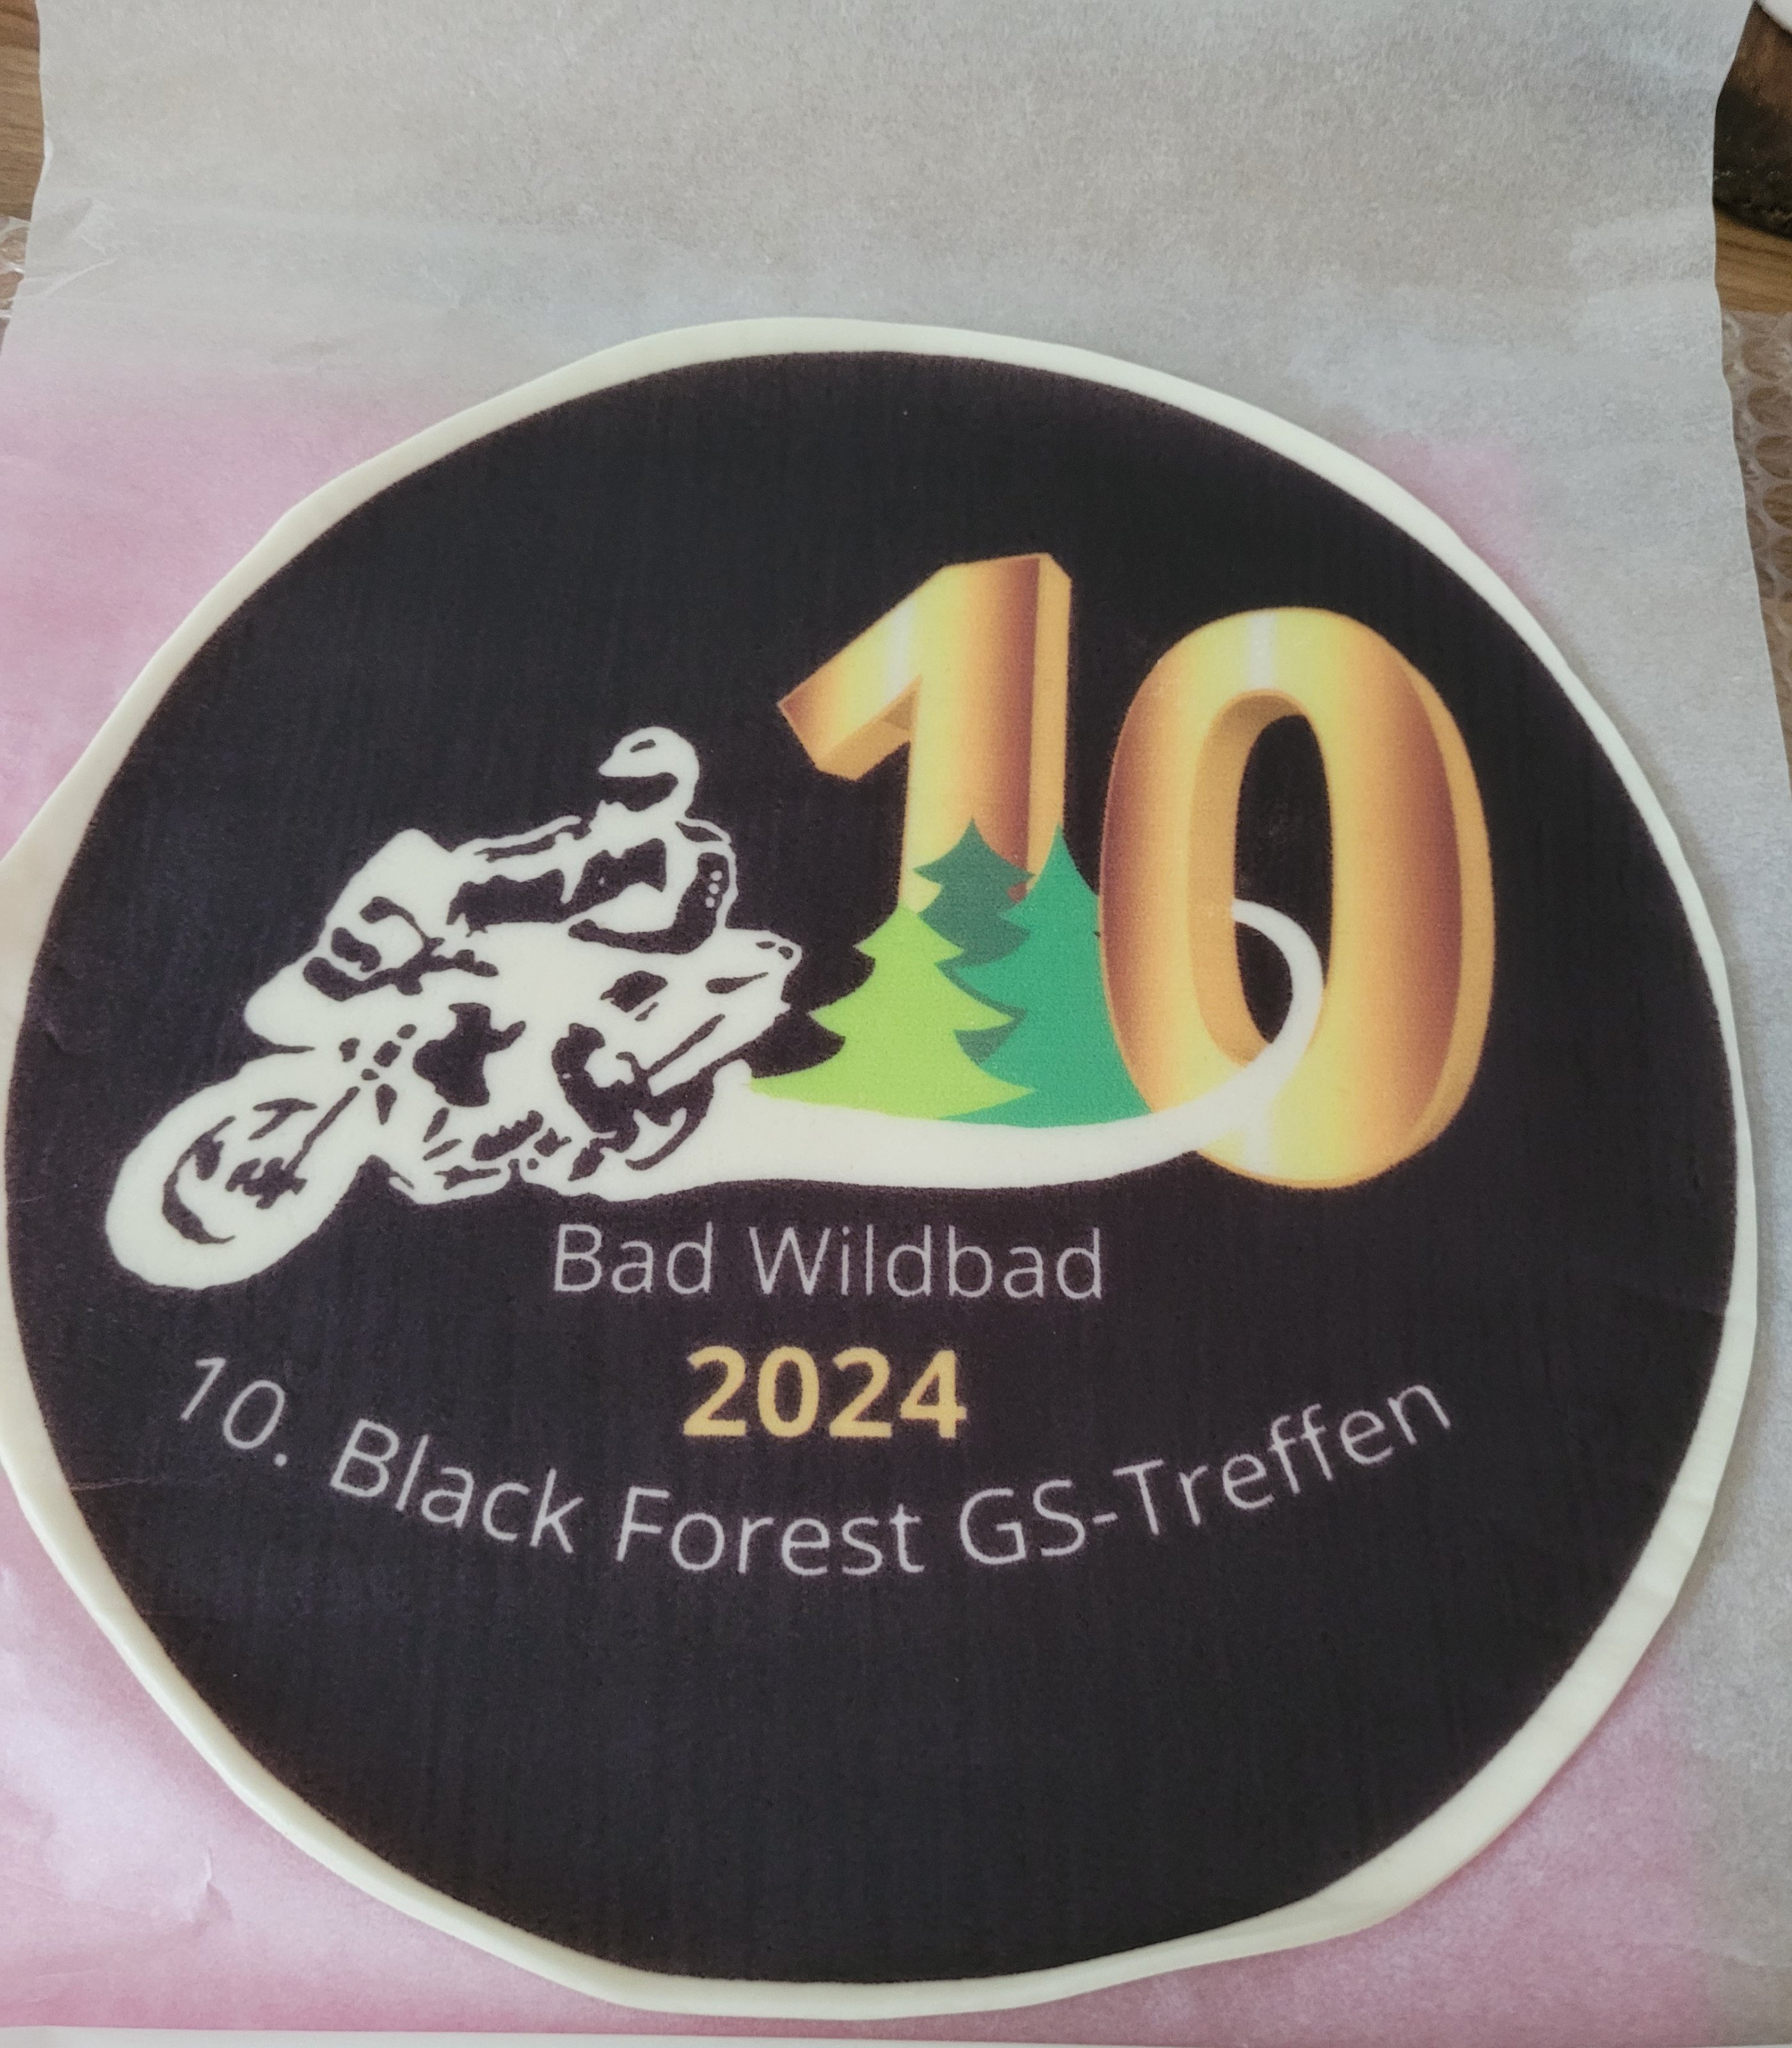 10
Bad Wildbad
2024
10. Black Forest GS-Treffen